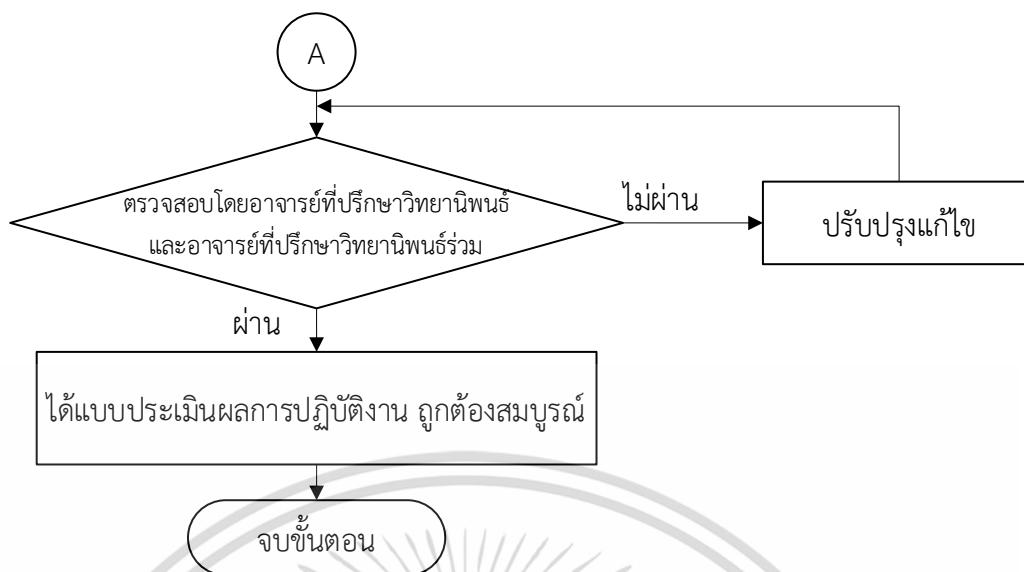 A
ตรวจสอบโดยอาจารย์ที่ปรึกษาวิทยานิพนธ์
และอาจารย์ที่ปรึกษาวิทยานิพนธ์ร่วม
ไม่ผ่าน
ปรับปรุงแก้ไข
ผ่าน
ได้แบบประเมินผลการปฏิบัติงาน ถูกต้องสมบูรณ์
จบขั้นตอน